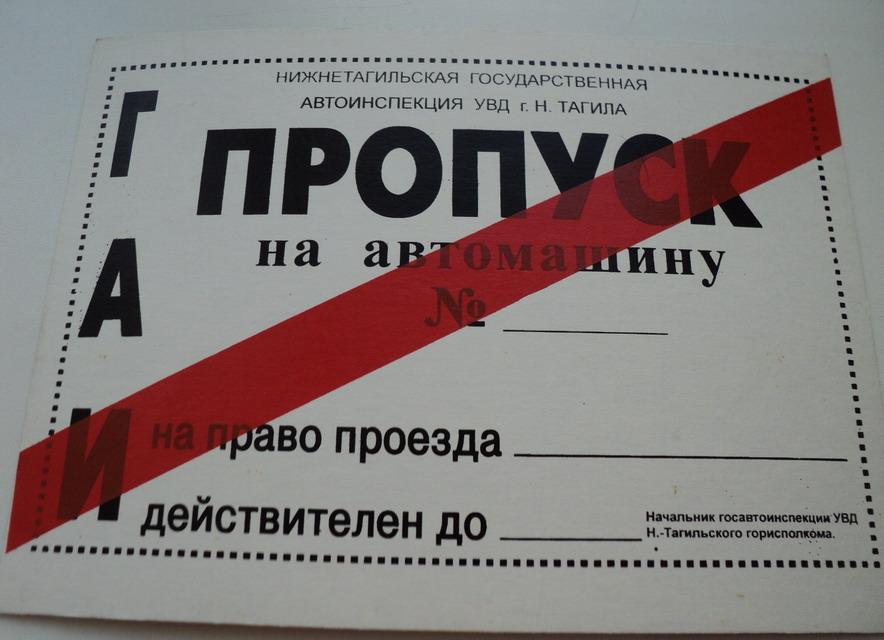 НИЖНЕТАГИЛЬСКАЯ ГОСУДАРСТВЕННАЯ
АВТОИНСПЕКЦИЯ УВД г. Н. ТАГИЛА
ГАИ
ПРОПУСК
на автомашину
№
на право проезда
действителен до
Начальник госавтоинспекции УВД
Н.-Тагильского горисполкома.